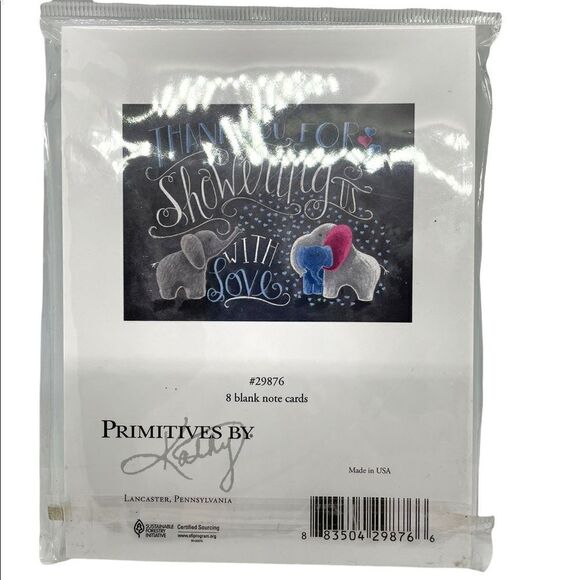 THANK YOU FOR
Showering US
WITH
Love
#29876
8 blank note cards
PRIMITIVES BY
Kathy®
Made in USA
LANCASTER, PENNSYLVANIA
SUSTAINABLE
FORESTRY
INITIATIVE
Certified Sourcing
www.sfiprogram.org
8 83504 29876 6